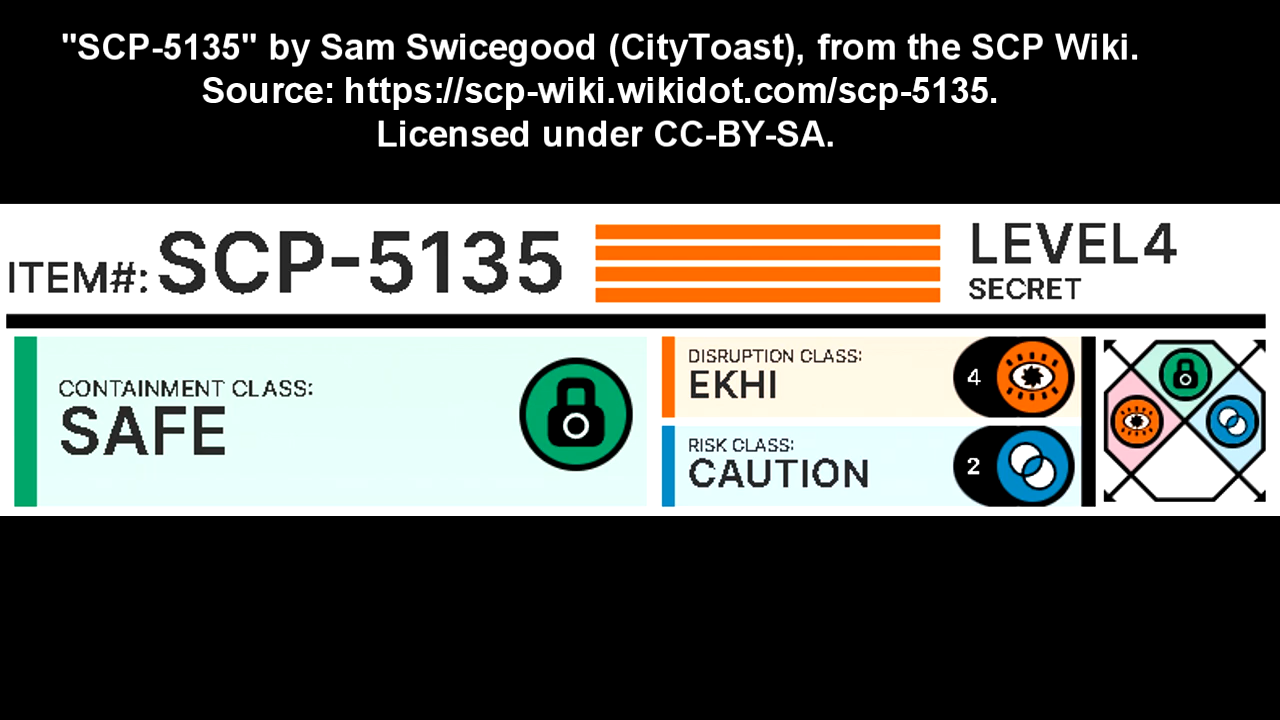 "SCP-5135" by Sam Swicegood (CityToast), from the SCP Wiki.
Source: https://scp-wiki.wikidot.com/scp-5135.
Licensed under CC-BY-SA.
ITEM#: SCP-5135
LEVEL4
SECRET
CONTAINMENT CLASS:
SAFE
DISRUPTION CLASS:
EKHI
4
RISK CLASS:
CAUTION
2